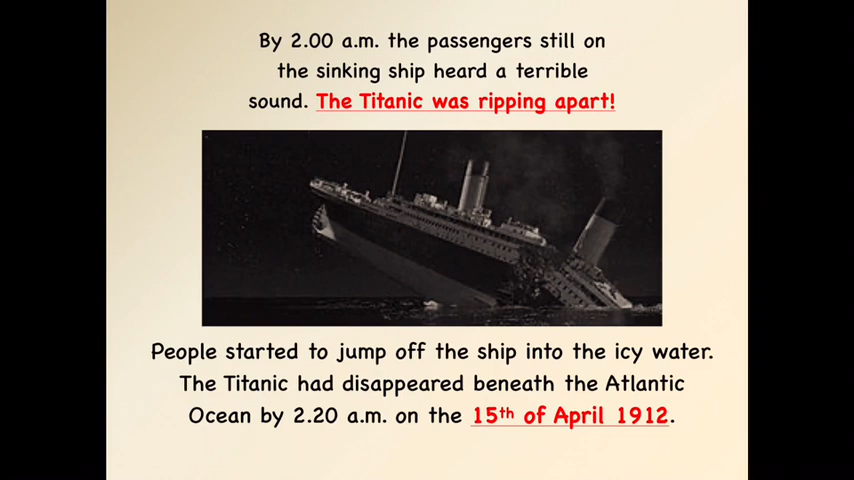 By 2.00 a.m. the passengers still on
the sinking ship heard a terrible
sound. The Titanic was ripping apart!
People started to jump off the ship into the icy water.
The Titanic had disappeared beneath the Atlantic
Ocean by 2.20 a.m. on the 15th of April 1912.